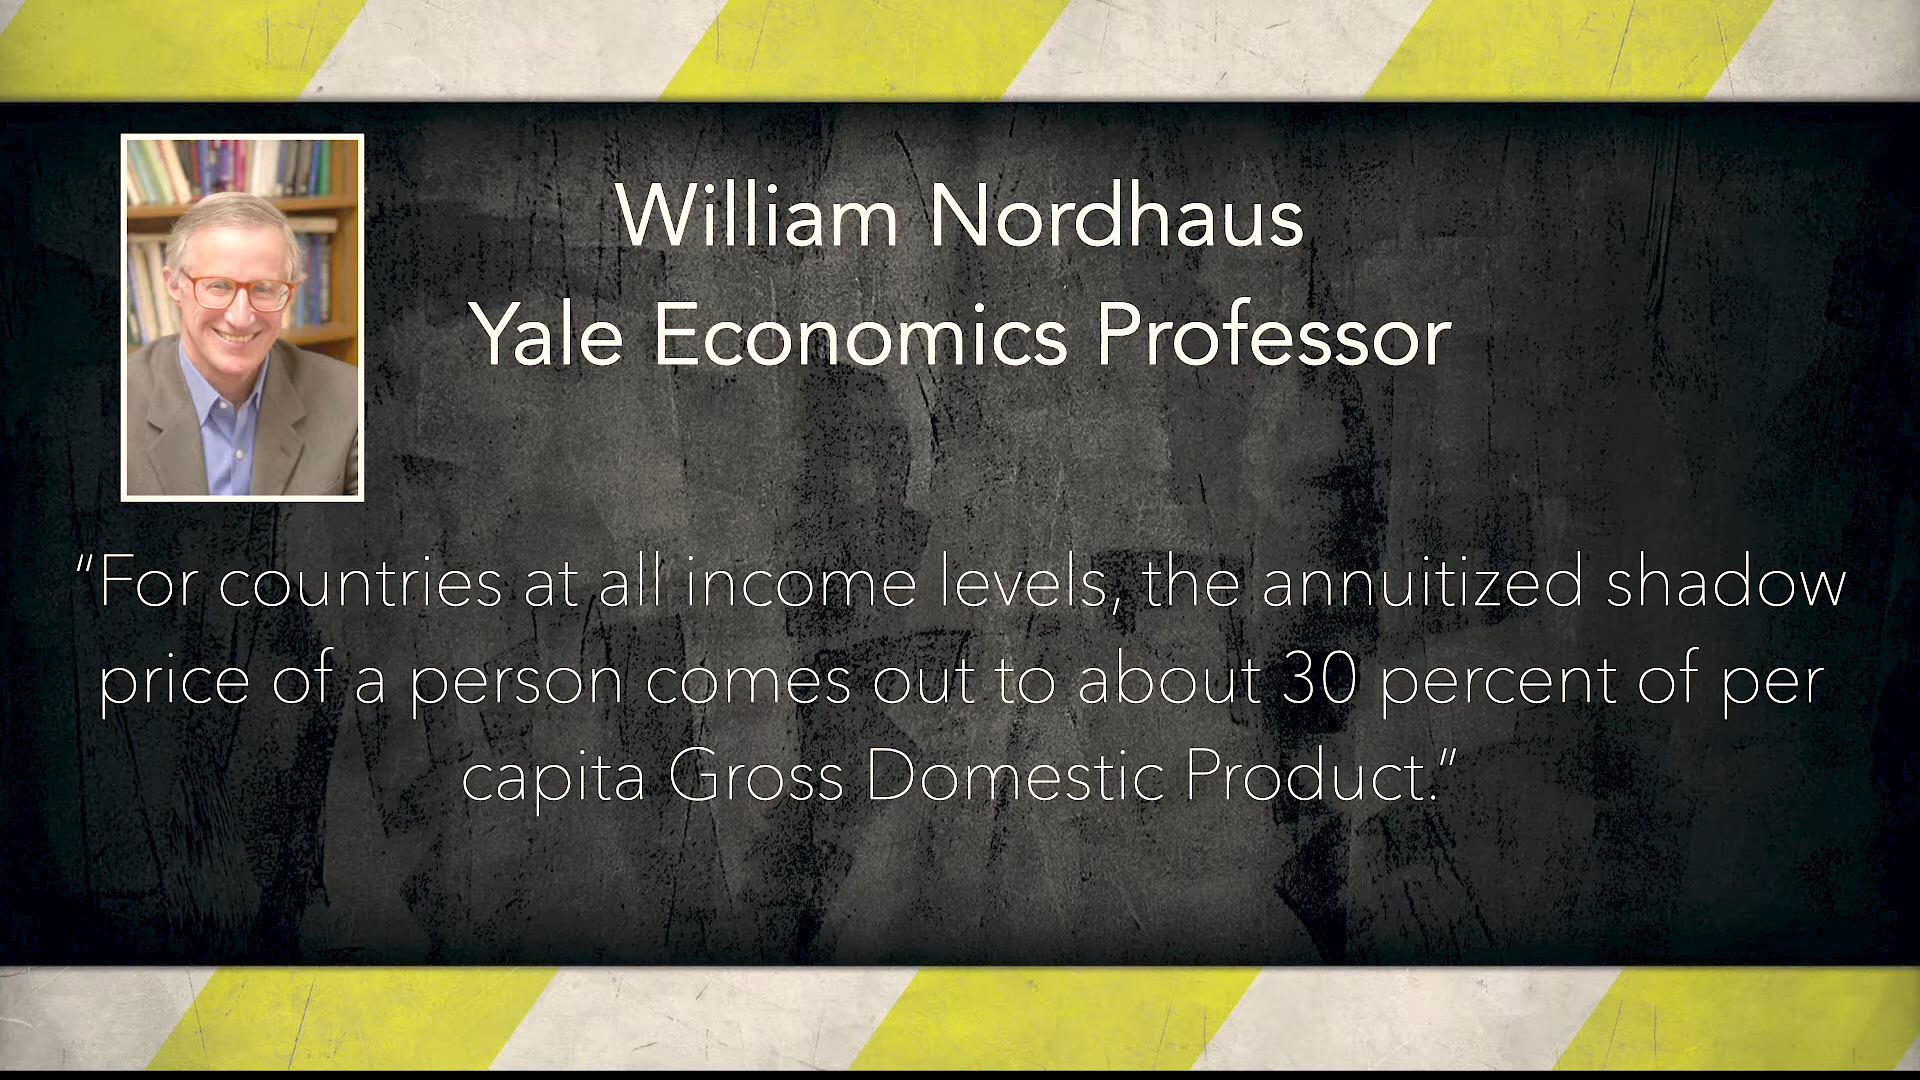 William Nordhaus
Yale Economics Professor
“For countries at all income levels, the annuitized shadow
price of a person comes out to about 30 percent of per
capita Gross Domestic Product.”